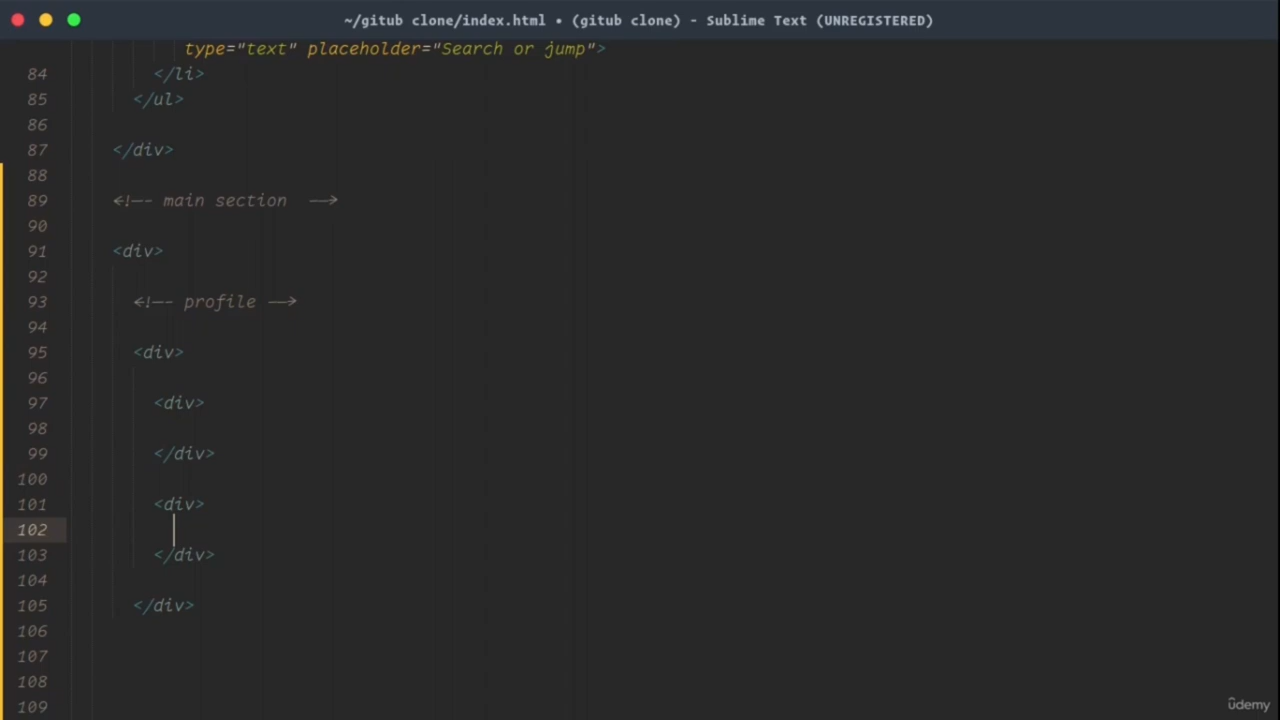 ~/gitub clone/index.html • (gitub clone) - Sublime Text (UNREGISTERED)
type="text" placeholder="Search or jump">
84 </li>
85 </ul>
86
87 </div>
88
89 <!-- main section -->
90
91 <div>
92
93 <!-- profile -->
94
95 <div>
96
97 <div>
98
99 </div>
100
101 <div>
102
103 </div>
104
105 </div>
106
107
108
109
ûdemy